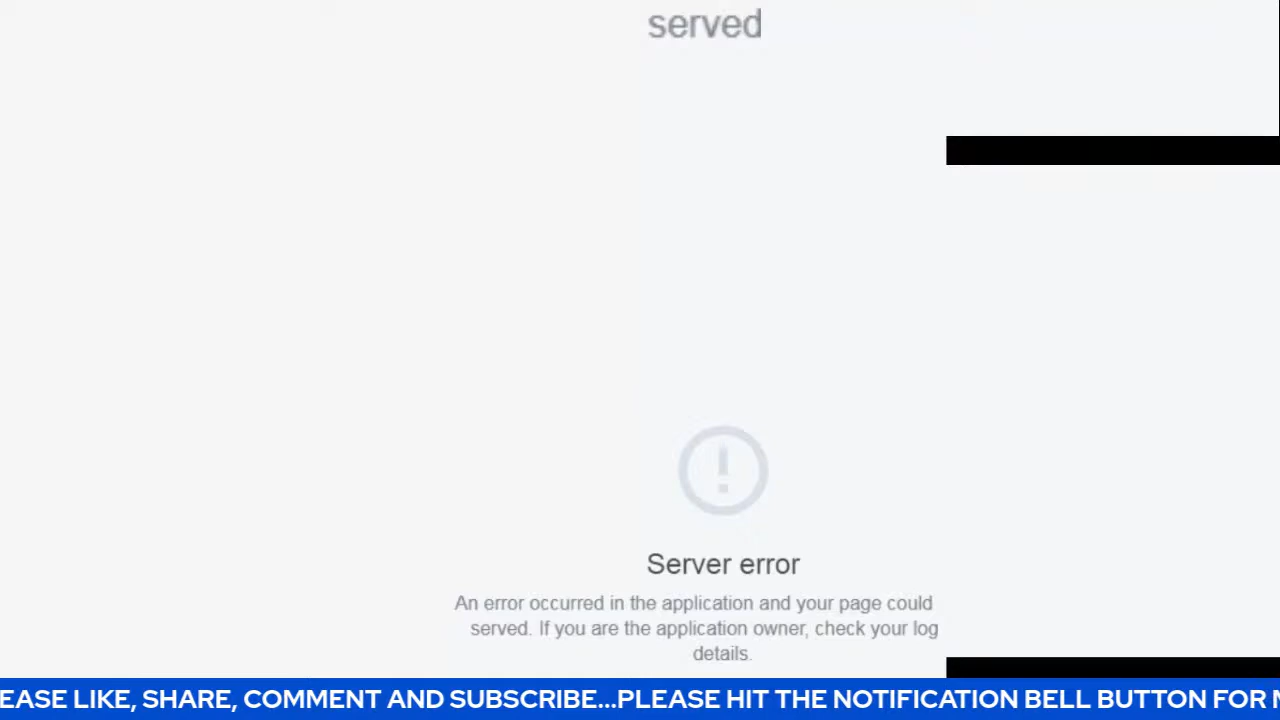 served
Server error
An error occurred in the application and your page could
served. If you are the application owner, check your log
details.
EASE LIKE, SHARE, COMMENT AND SUBSCRIBE...PLEASE HIT THE NOTIFICATION BELL BUTTON FOR